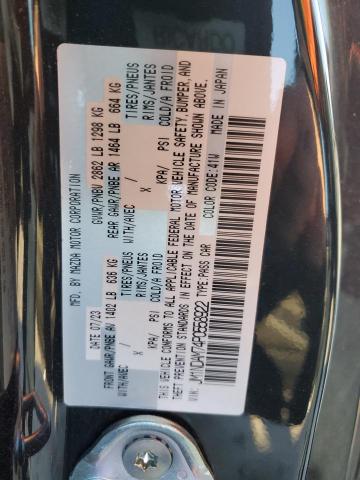 MFD. BY MAZDA MOTOR CORPORATION
DATE 07/23 GVWR/PNBV 2862 LB 1298 KG
FRONT GAWR/PNBE AV 1402 LB 636 KG REAR GAWR/PNBE AR 1464 LB 664 KG
WITH/AVEC TIRES/PNEUS WITH/AVEC TIRES/PNEUS
X RIMS/JANTES X RIMS/JANTES
KPA/ PSI COLD/A FROID KPA/ PSI COLD/A FROID
THIS VEHICLE CONFORMS TO ALL APPLICABLE FEDERAL MOTOR VEHICLE SAFETY, BUMPER, AND
THEFT PREVENTION STANDARDS IN EFFECT ON THE DATE OF MANUFACTURE SHOWN ABOVE.
VIN: TYPE: PASS CAR COLOR CODE: 41W MADE IN JAPAN